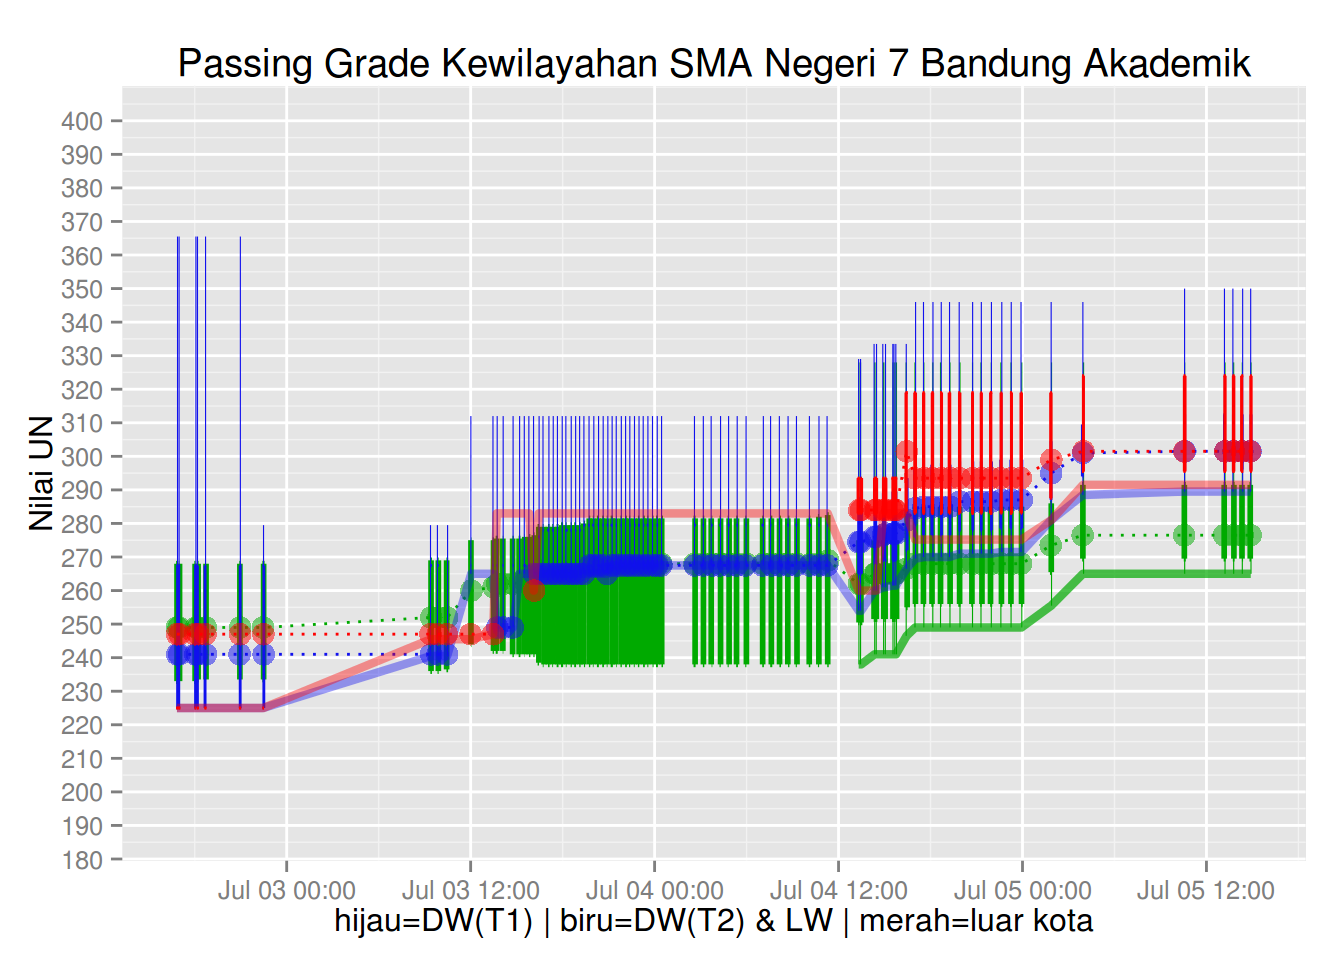 Passing Grade Kewilayahan SMA Negeri 7 Bandung Akademik
Nilai UN
400
390
380
370
360
350
340
330
320
310
300
290
280
270
260
250
240
230
220
210
200
190
180
Jul 03 00:00
Jul 03 12:00
Jul 04 00:00
Jul 04 12:00
Jul 05 00:00
Jul 05 12:00
hijau=DW(T1) | biru=DW(T2) & LW | merah=luar kota